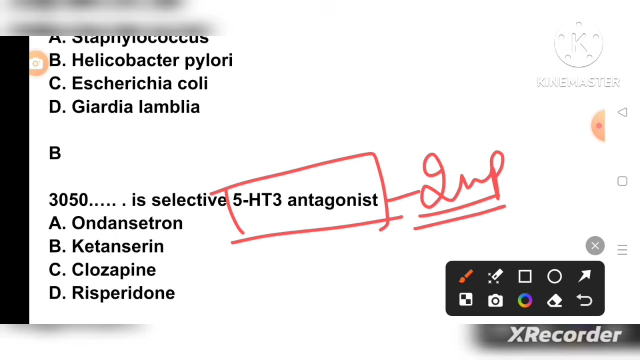 A. Staphylococcus
B. Helicobacter pylori
C. Escherichia coli
D. Giardia lamblia
B
3050..... . is selective 5-HT3 antagonist
A. Ondansetron
B. Ketanserin
C. Clozapine
D. Risperidone
KINEMASTER
XRecorder